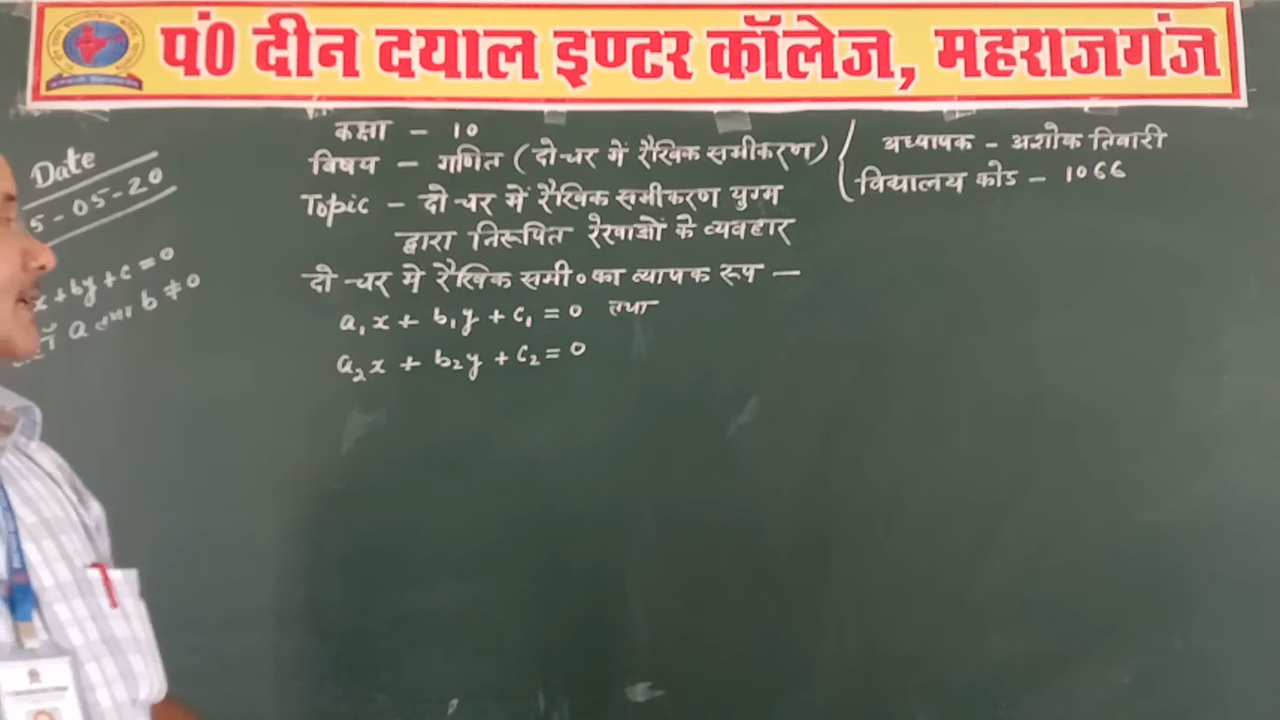 पं0 दीन दयाल इण्टर कॉलेज, महराजगंज
Date
5-05-20
x+by+c=0
a तथा b≠0
कक्षा - 10
विषय - गणित (दो चर में रैखिक समीकरण)
Topic - दो चर में रैखिक समीकरण युग्म
द्वारा निरूपित रेखाओं के व्यवहार
दो चर मे रैखिक समी० का व्यापक रूप —
a₁x + b₁y + c₁ = 0 तथा
a₂x + b₂y + c₂ = 0
अध्यापक - अशोक तिवारी
विद्यालय कोड - 1066